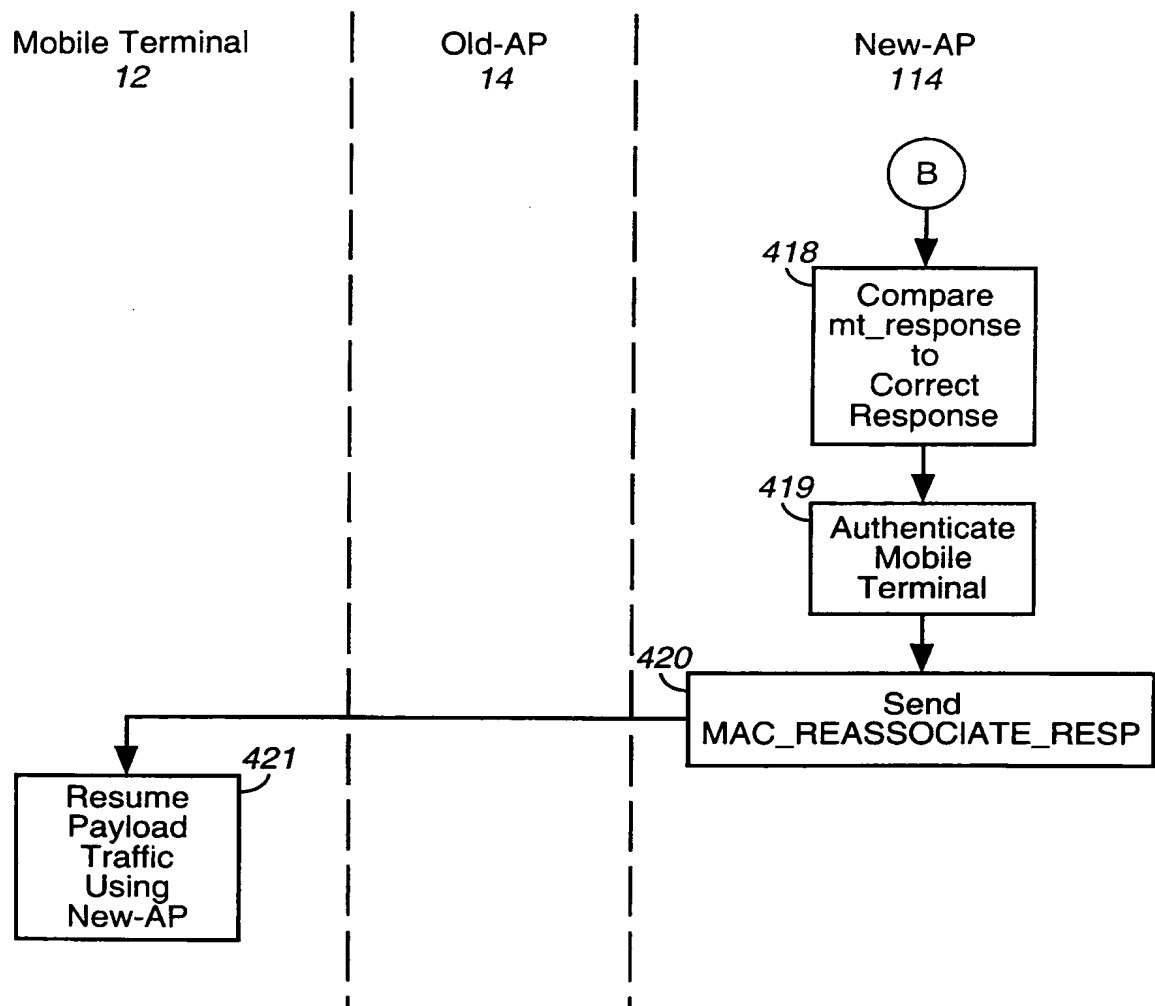 Mobile Terminal
12
Old-AP
14
New-AP
114
B
418
Compare
mt_response
to
Correct
Response
419
Authenticate
Mobile
Terminal
420
Send
MAC_REASSOCIATE_RESP
421
Resume
Payload
Traffic
Using
New-AP